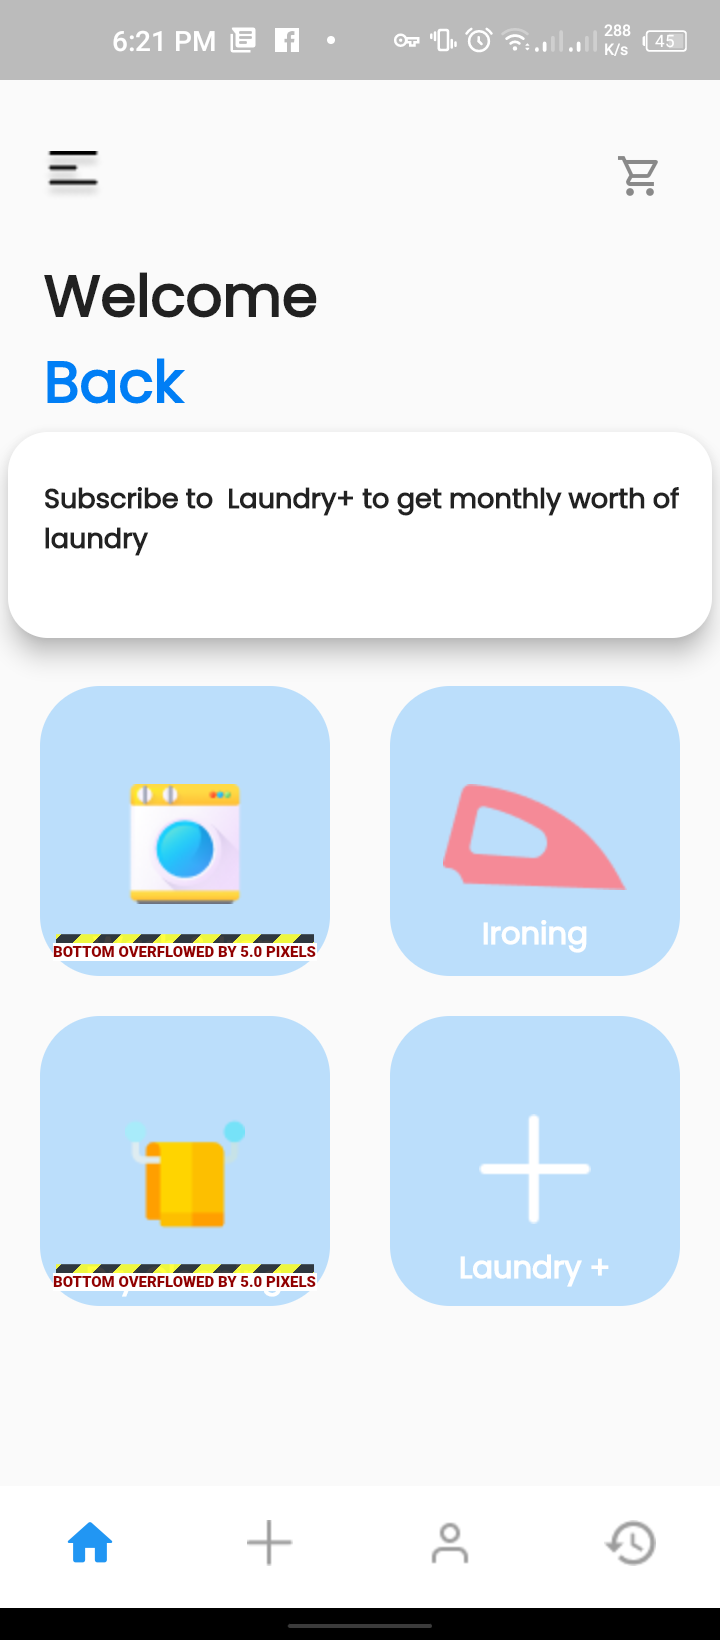 6:21 PM
288
K/s
45
Welcome
Back
Subscribe to Laundry+ to get monthly worth of
laundry
BOTTOM OVERFLOWED BY 5.0 PIXELS
Ironing
BOTTOM OVERFLOWED BY 5.0 PIXELS
Laundry +